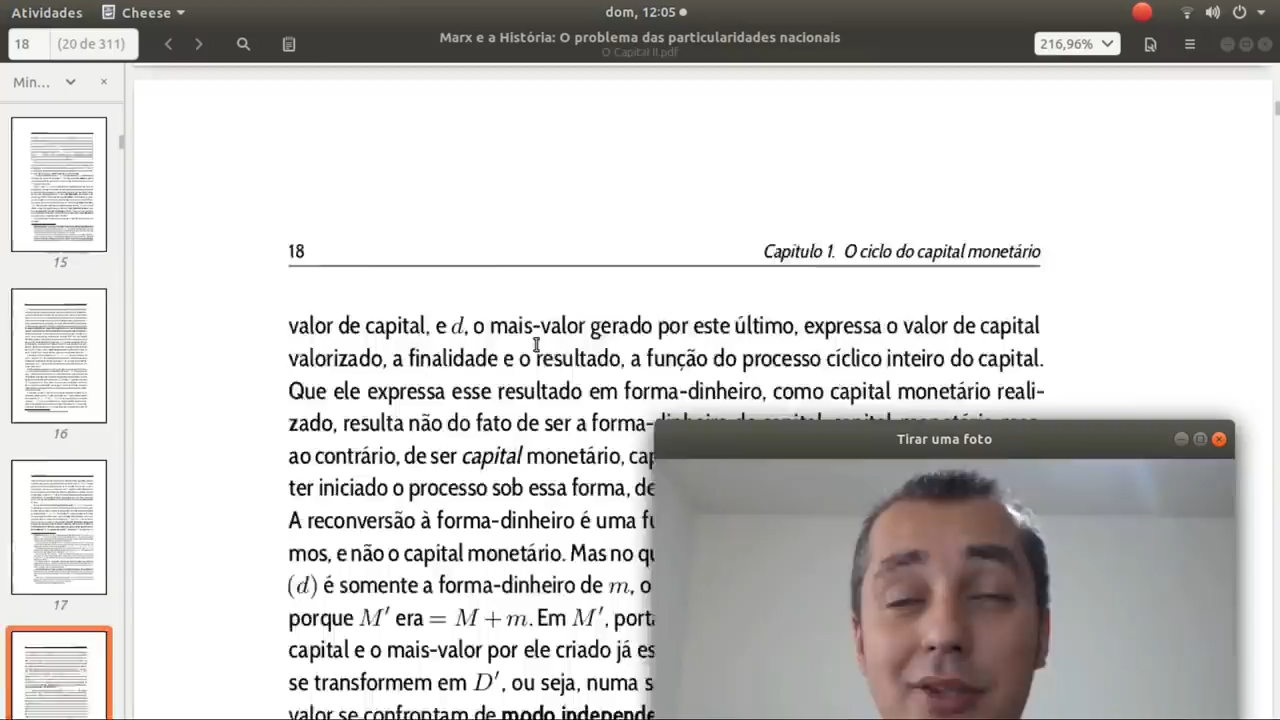 Atividades Cheese dom, 12:05
18 (20 de 311) Marx e a História: O problema das particularidades nacionais 216,96%
O Capital II.pdf
Min...
15
16
17
18 Capitulo 1. O ciclo do capital monetário
valor de capital, e d, o mais-valor gerado por este último, expressa o valor de capital
valorizado, a finalidade e o resultado, a função do processo cíclico inteiro do capital.
Que ele expressa esse resultado em forma-dinheiro, como capital monetário reali-
zado, resulta não do fato de ser a forma-
ao contrário, de ser capital monetário,
ter iniciado o processo sob essa forma,
A reconversão à forma-dinheiro é uma
mos, e não o capital monetário. Mas no
(d) é somente a forma-dinheiro de m, o
porque M′ era = M + m. Em M′,
capital e o mais-valor por ele criado já
se transformem em D′, ou seja, numa
valor se confrontam de modo
Tirar uma foto